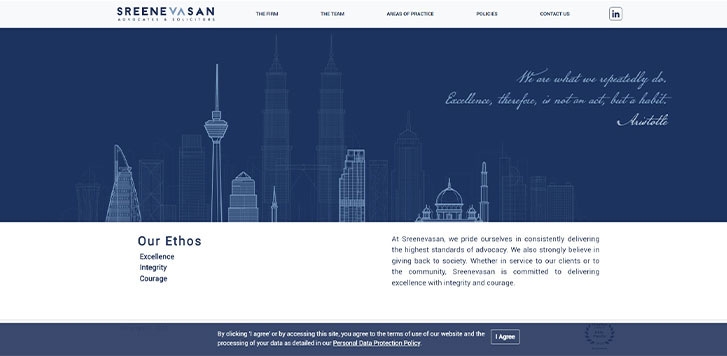 SREENEVASAN
ADVOCATES & SOLICITORS
THE FIRM
THE TEAM
AREAS OF PRACTICE
POLICIES
CONTACT US
in
We are what we repeatedly do.
Excellence, therefore, is not an act, but a habit.
Aristotle
Our Ethos
Excellence
Integrity
Courage
At Sreenevasan, we pride ourselves in consistently delivering
the highest standards of advocacy. We also strongly believe in
giving back to society. Whether in service to our clients or to
the community, Sreenevasan is committed to delivering
excellence with integrity and courage.
By clicking 'I agree' or by accessing this site, you agree to the terms of use of our website and the
processing of your data as detailed in our Personal Data Protection Policy.
I Agree